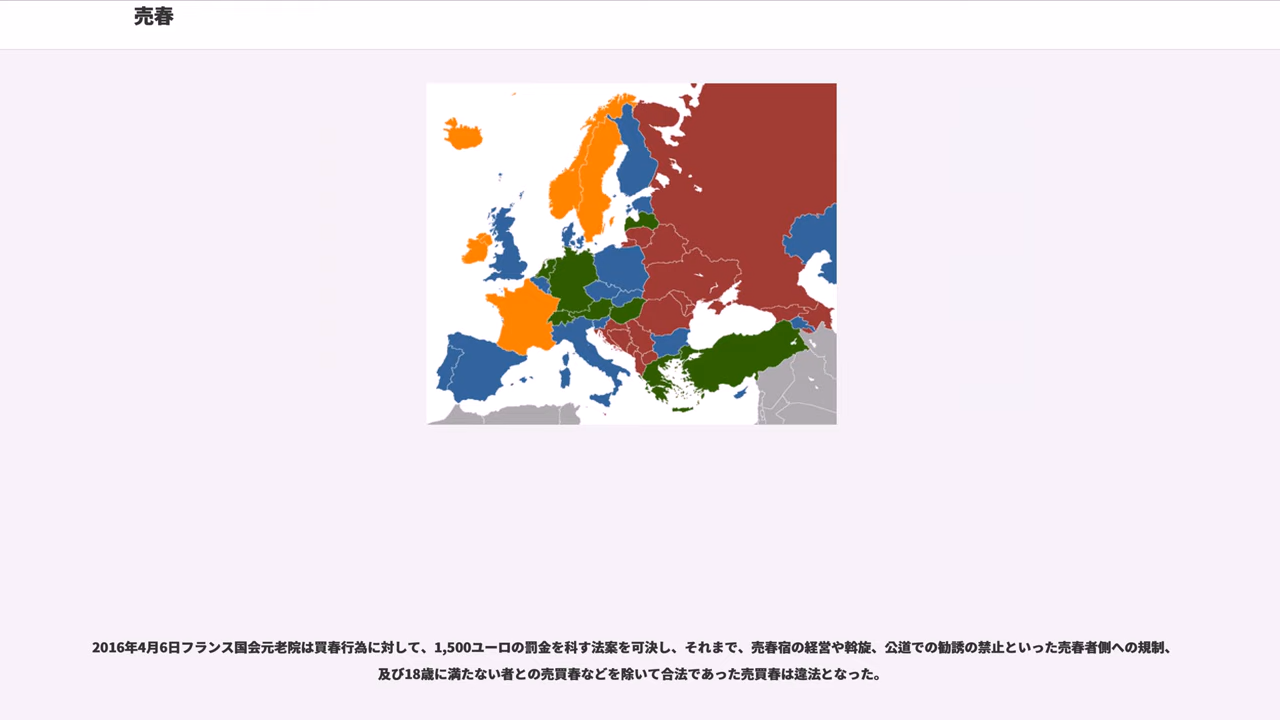 売春
2016年4月6日フランス国会元老院は買春行為に対して、1,500ユーロの罰金を科す法案を可決し、それまで、売春宿の経営や斡旋、公道での勧誘の禁止といった売春者側への規制、
及び18歳に満たない者との売買春などを除いて合法であった売買春は違法となった。